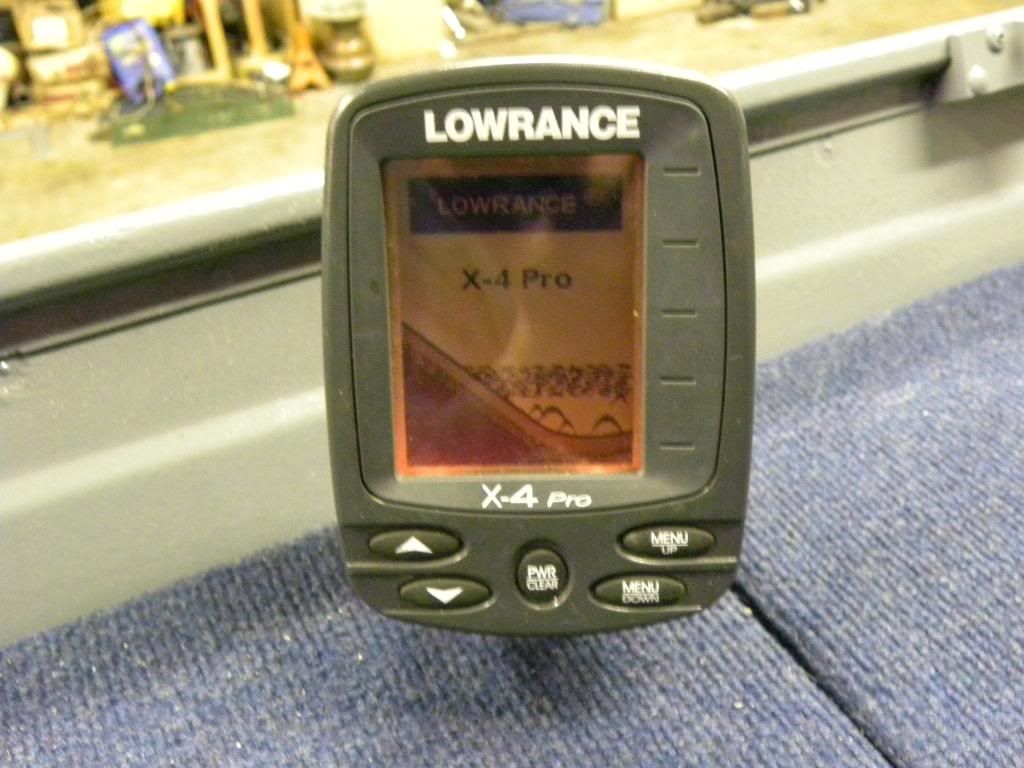 LOWRANCE
LOWRANCE
X-4 Pro
X-4 Pro
MENU
UP
PWR
CLEAR
MENU
DOWN